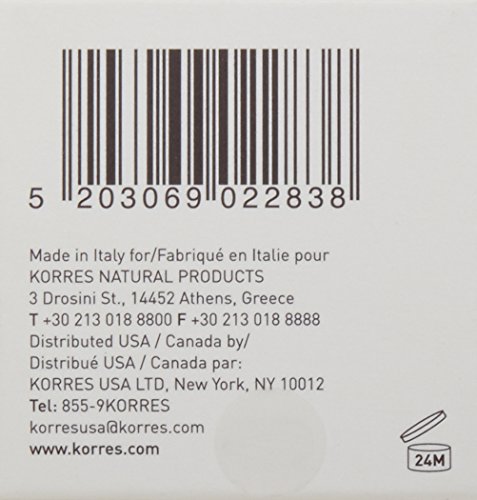 5 203069 022838
Made in Italy for/Fabriqué en Italie pour
KORRES NATURAL PRODUCTS
3 Drosini St., 14452 Athens, Greece
T +30 213 018 8800 F +30 213 018 8888
Distributed USA / Canada by/
Distribué USA / Canada par:
KORRES USA LTD, New York, NY 10012
Tel: 855-9KORRES
korresusa@korres.com
www.korres.com
24M